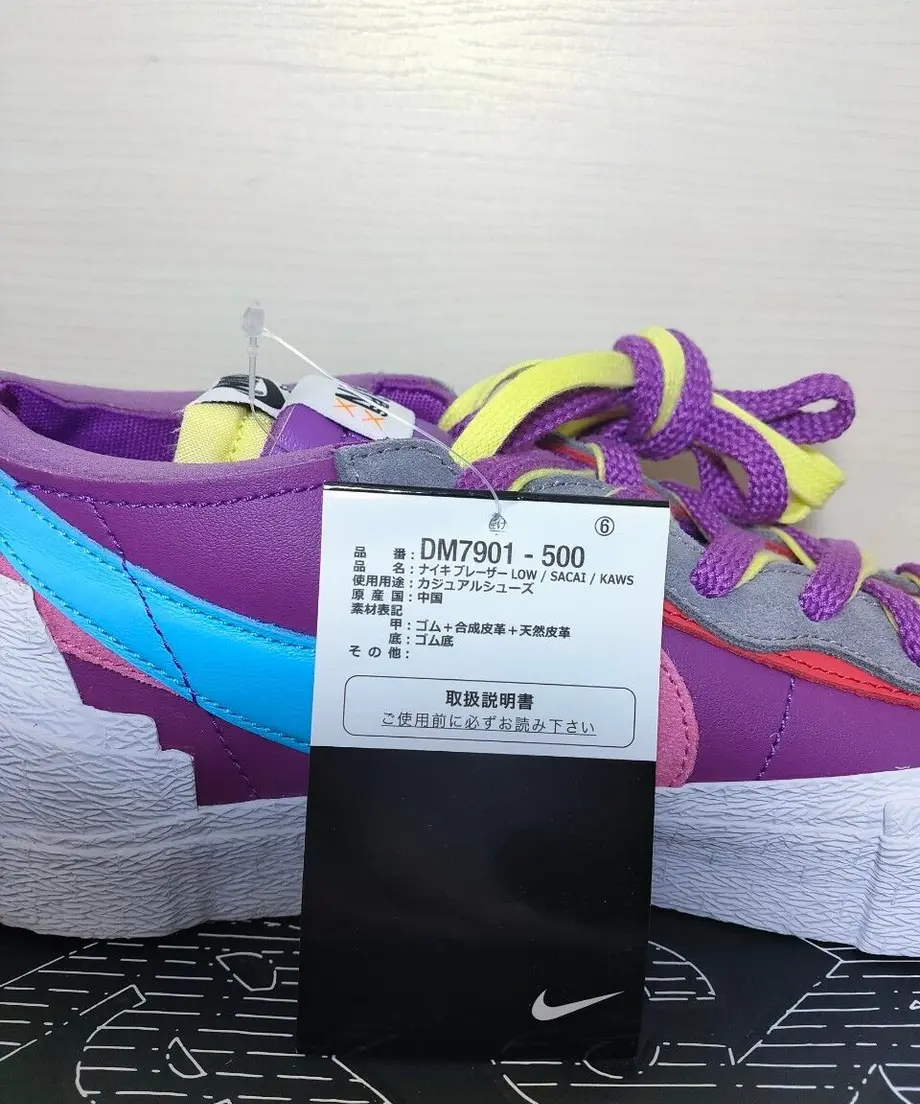 ⑥
品 番 : DM7901 - 500
品 名 : ナイキ ブレーザー LOW / SACAI / KAWS
使用用途 : カジュアルシューズ
原 産 国 : 中国
素材表記
甲 : ゴム＋合成皮革＋天然皮革
底 : ゴム底
そ の 他 :
取扱説明書
ご使用前に必ずお読み下さい